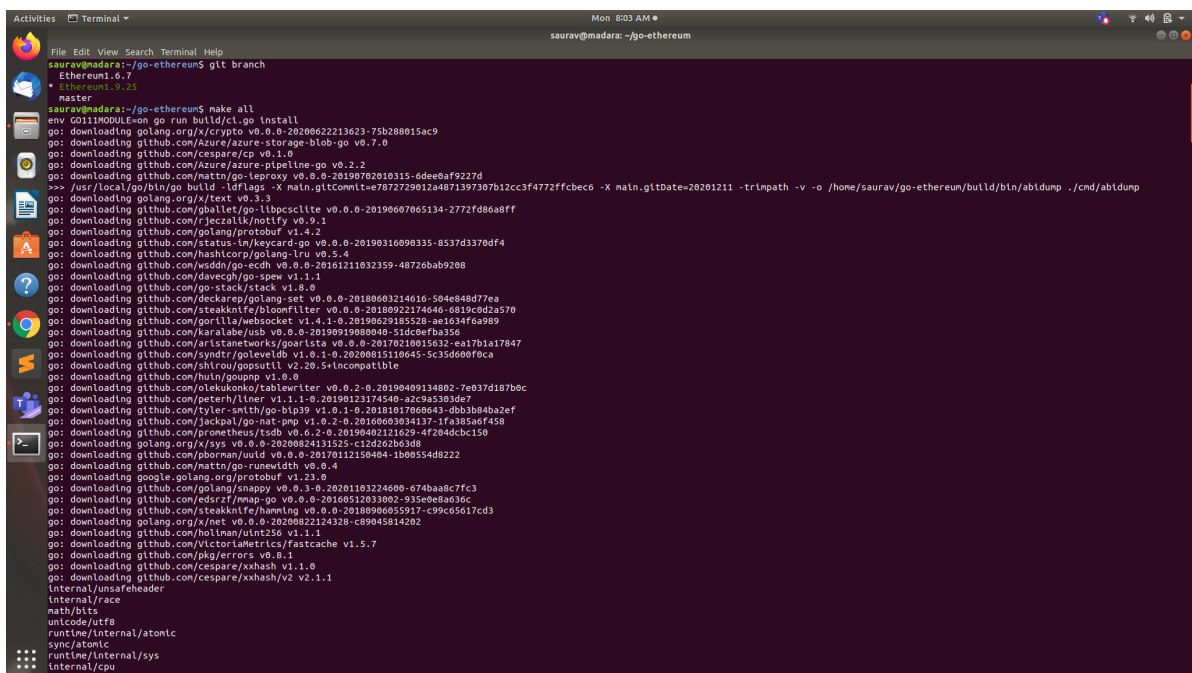 Activities Terminal Mon 8:03 AM
saurav@madara: ~/go-ethereum
File Edit View Search Terminal Help
saurav@madara:~/go-ethereum$ git branch
Ethereum1.6.7
* Ethereum1.9.25
master
saurav@madara:~/go-ethereum$ make all
env GO111MODULE=on go run build/ci.go install
go: downloading golang.org/x/crypto v0.0.0-20200622213623-75b288015ac9
go: downloading github.com/Azure/azure-storage-blob-go v0.7.0
go: downloading github.com/cespare/cp v0.1.0
go: downloading github.com/Azure/azure-pipeline-go v0.2.2
go: downloading github.com/mattn/go-ieproxy v0.0.0-20190702010315-6dee0af9227d
>>> /usr/local/go/bin/go build -ldflags -X main.gitCommit=e7872729012a4871397307b12cc3f4772ffcbec6 -X main.gitDate=20201211 -trimpath -v -o /home/saurav/go-ethereum/build/bin/abidump ./cmd/abidump
go: downloading golang.org/x/text v0.3.3
go: downloading github.com/gballet/go-libpcsclite v0.0.0-20190607065134-2772fd86a8ff
go: downloading github.com/rjeczalik/notify v0.9.1
go: downloading github.com/golang/protobuf v1.4.2
go: downloading github.com/status-im/keycard-go v0.0.0-20190316090335-8537d3370df4
go: downloading github.com/hashicorp/golang-lru v0.5.4
go: downloading github.com/wsddn/go-ecdh v0.0.0-20161211032359-48726bab9208
go: downloading github.com/davecgh/go-spew v1.1.1
go: downloading github.com/go-stack/stack v1.8.0
go: downloading github.com/deckarep/golang-set v0.0.0-20180603214616-504e848d77ea
go: downloading github.com/steakknife/bloomfilter v0.0.0-20180922174646-6819c0d2a570
go: downloading github.com/gorilla/websocket v1.4.1-0.20190629185528-ae1634f6a989
go: downloading github.com/karalabe/usb v0.0.0-20190919080040-51dc0efba356
go: downloading github.com/aristanetworks/goarista v0.0.0-20170210015632-ea17b1a17847
go: downloading github.com/syndtr/goleveldb v1.0.1-0.20200815110645-5c35d600f0ca
go: downloading github.com/shirou/gopsutil v2.20.5+incompatible
go: downloading github.com/huin/goupnp v1.0.0
go: downloading github.com/olekukonko/tablewriter v0.0.2-0.20190409134802-7e037d187b0c
go: downloading github.com/peterh/liner v1.1.1-0.20190123174540-a2c9a5303de7
go: downloading github.com/tyler-smith/go-bip39 v1.0.1-0.20181017060643-dbb3b84ba2ef
go: downloading github.com/jackpal/go-nat-pmp v1.0.2-0.20160603034137-1fa385a6f458
go: downloading github.com/prometheus/tsdb v0.6.2-0.20190402121629-4f204dcbc150
go: downloading golang.org/x/sys v0.0.0-20200824131525-c12d262b63d8
go: downloading github.com/pborman/uuid v0.0.0-20170112150404-1b00554d8222
go: downloading github.com/mattn/go-runewidth v0.0.4
go: downloading google.golang.org/protobuf v1.23.0
go: downloading github.com/golang/snappy v0.0.3-0.20201103224600-674baa8c7fc3
go: downloading github.com/edsrzf/mmap-go v0.0.0-20160512033002-935e0e8a636c
go: downloading github.com/steakknife/hamming v0.0.0-20180906055917-c99c65617cd3
go: downloading golang.org/x/net v0.0.0-20200822124328-c89045814202
go: downloading github.com/holiman/uint256 v1.1.1
go: downloading github.com/VictoriaMetrics/fastcache v1.5.7
go: downloading github.com/pkg/errors v0.8.1
go: downloading github.com/cespare/xxhash v1.1.0
go: downloading github.com/cespare/xxhash/v2 v2.1.1
internal/unsafeheader
internal/race
math/bits
unicode/utf8
runtime/internal/atomic
sync/atomic
runtime/internal/sys
internal/cpu